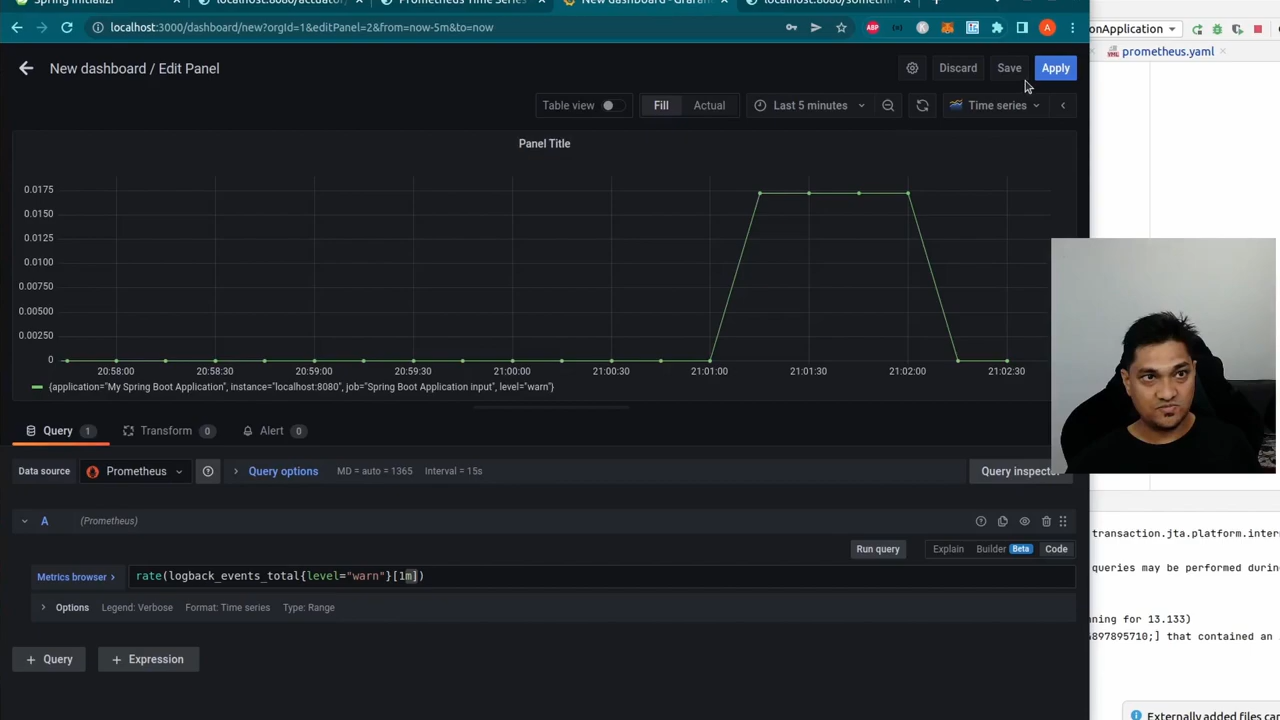 Spring Initializr
localhost:8080/actuator/
Prometheus Time Series
New dashboard - Grafana
localhost:8080/someth
localhost:3000/dashboard/new?orgId=1&editPanel=2&from=now-5m&to=now
ABP
A
onApplication
prometheus.yaml
New dashboard / Edit Panel
Discard
Save
Apply
Table view
Fill
Actual
Last 5 minutes
Time series
Panel Title
0.0175
0.0150
0.0125
0.0100
0.00750
0.00500
0.00250
0
20:58:00 20:58:30 20:59:00 20:59:30 21:00:00 21:00:30 21:01:00 21:01:30 21:02:00 21:02:30
{application="My Spring Boot Application", instance="localhost:8080", job="Spring Boot Application input", level="warn"}
Query 1
Transform 0
Alert 0
Data source
Prometheus
Query options
MD = auto = 1365
Interval = 15s
Query inspector
A (Prometheus)
Run query
Explain
Builder Beta
Code
Metrics browser
rate(logback_events_total{level="warn"}[1m])
Options
Legend: Verbose
Format: Time series
Type: Range
+ Query
+ Expression
transaction.jta.platform.inter
queries may be performed durin
ning for 13.133)
897895710;] that contained an
Externally added files can